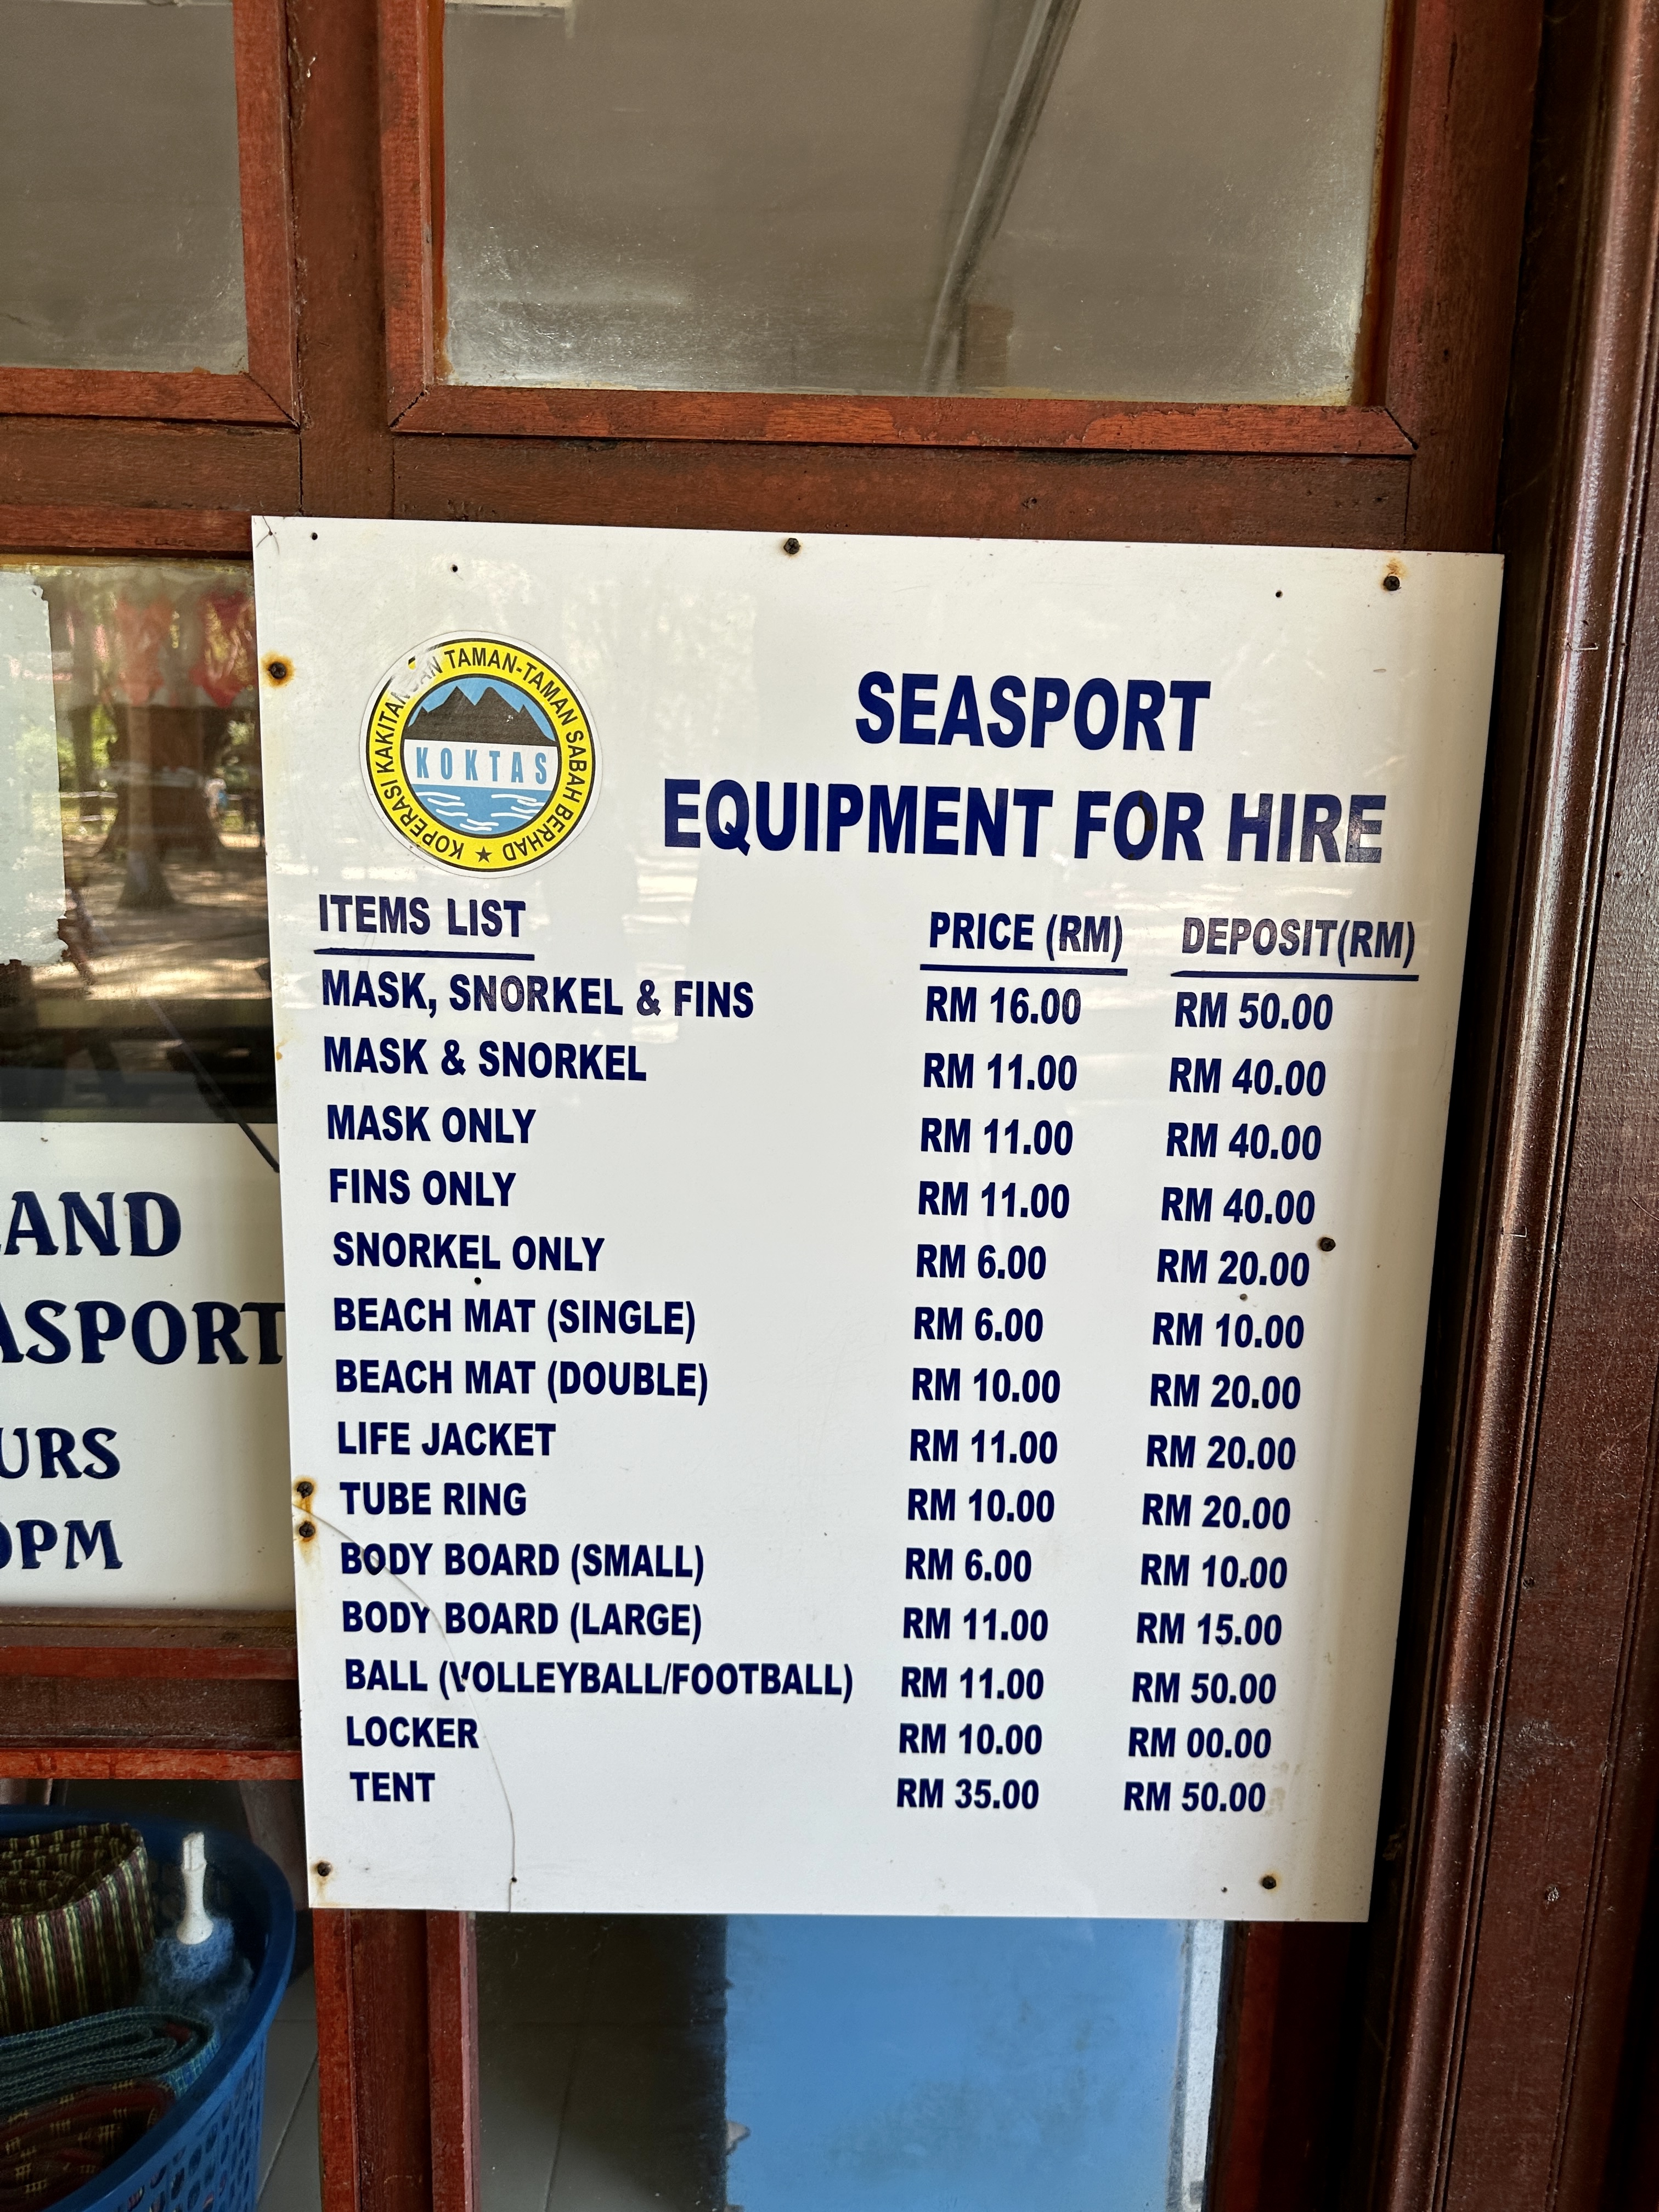 KOPERASI KAKITANGAN TAMAN-TAMAN SABAH BERHAD ★
KOKTAS
SEASPORT
EQUIPMENT FOR HIRE
ITEMS LIST PRICE (RM) DEPOSIT(RM)
MASK, SNORKEL & FINS RM 16.00 RM 50.00
MASK & SNORKEL RM 11.00 RM 40.00
MASK ONLY RM 11.00 RM 40.00
FINS ONLY RM 11.00 RM 40.00
SNORKEL ONLY RM 6.00 RM 20.00
BEACH MAT (SINGLE) RM 6.00 RM 10.00
BEACH MAT (DOUBLE) RM 10.00 RM 20.00
LIFE JACKET RM 11.00 RM 20.00
TUBE RING RM 10.00 RM 20.00
BODY BOARD (SMALL) RM 6.00 RM 10.00
BODY BOARD (LARGE) RM 11.00 RM 15.00
BALL (VOLLEYBALL/FOOTBALL) RM 11.00 RM 50.00
LOCKER RM 10.00 RM 00.00
TENT RM 35.00 RM 50.00
AND
ASPORT
URS
PM